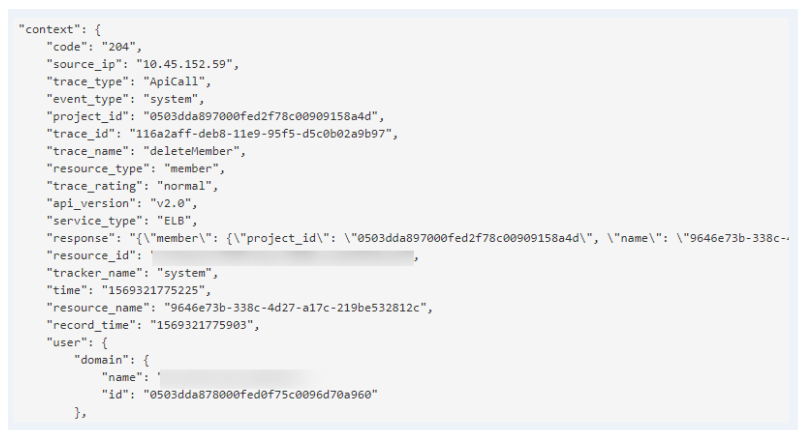 "context": {
"code": "204",
"source_ip": "10.45.152.59",
"trace_type": "ApiCall",
"event_type": "system",
"project_id": "0503dda897000fed2f78c00909158a4d",
"trace_id": "116a2aff-deb8-11e9-95f5-d5c0b02a9b97",
"trace_name": "deleteMember",
"resource_type": "member",
"trace_rating": "normal",
"api_version": "v2.0",
"service_type": "ELB",
"response": "{\"member\": {\"project_id\": \"0503dda897000fed2f78c00909158a4d\", \"name\": \"9646e73b-338c-4
"resource_id": "
"tracker_name": "system",
"time": "1569321775225",
"resource_name": "9646e73b-338c-4d27-a17c-219be532812c",
"record_time": "1569321775903",
"user": {
"domain": {
"name":
"id": "0503dda878000fed0f75c0096d70a960"
},